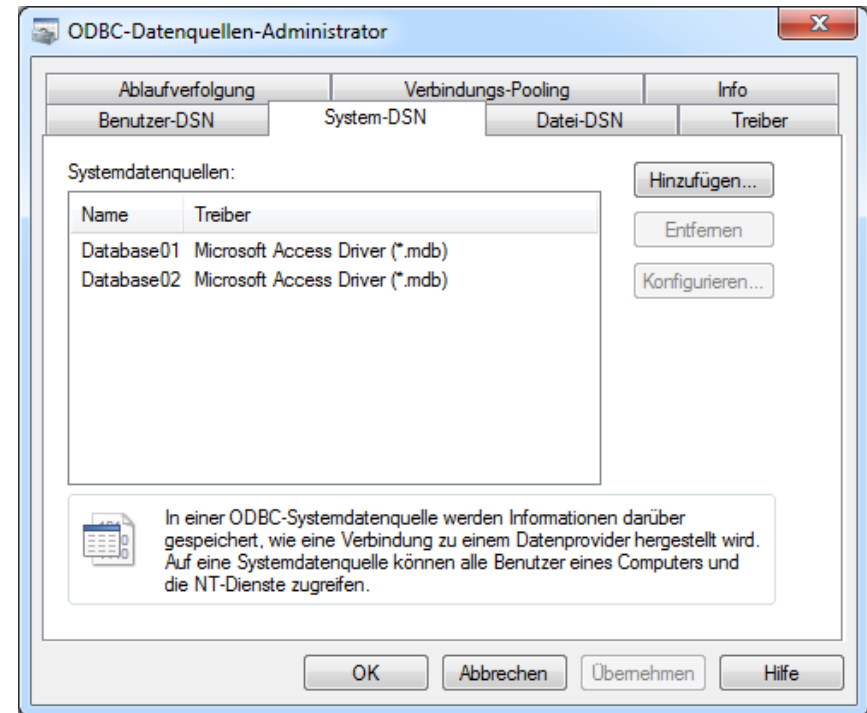 ODBC-Datenquellen-Administrator
Ablaufverfolgung Verbindungs-Pooling Info
Benutzer-DSN System-DSN Datei-DSN Treiber
Systemdatenquellen:
Hinzufügen...
Name Treiber
Entfernen
Database01 Microsoft Access Driver (*.mdb)
Database02 Microsoft Access Driver (*.mdb)
Konfigurieren...
In einer ODBC-Systemdatenquelle werden Informationen darüber
gespeichert, wie eine Verbindung zu einem Datenprovider hergestellt wird.
Auf eine Systemdatenquelle können alle Benutzer eines Computers und
die NT-Dienste zugreifen.
OK Abbrechen Übernehmen Hilfe